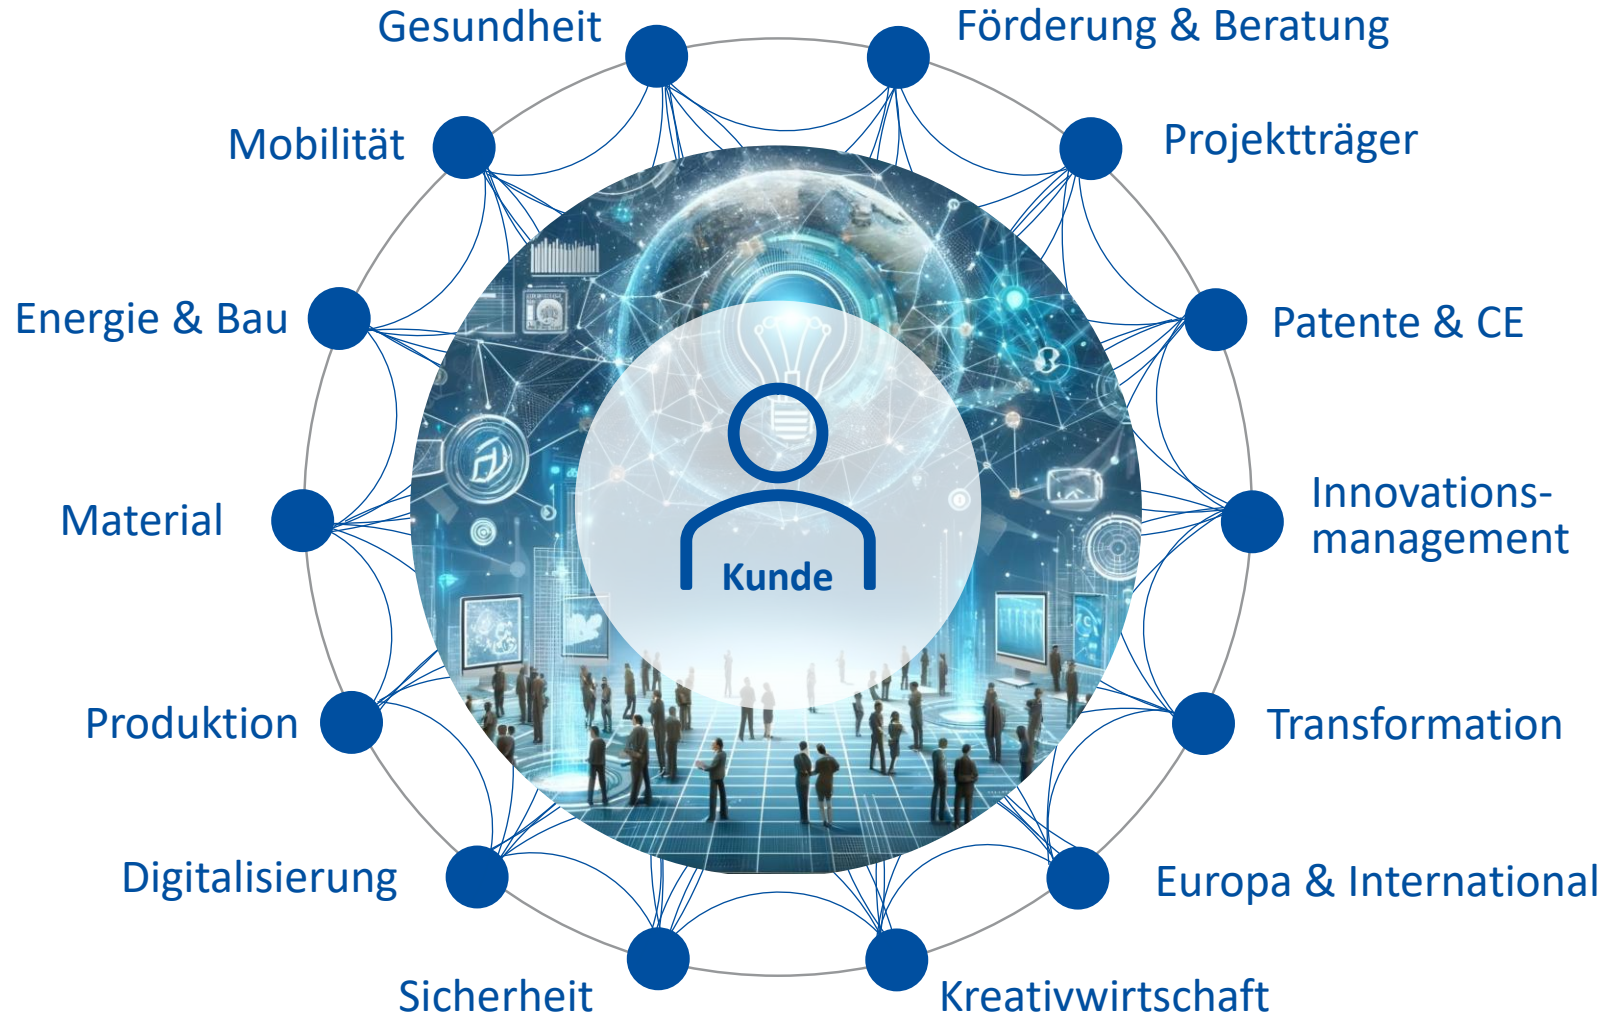 Gesundheit
Förderung & Beratung
Mobilität
Projektträger
Energie & Bau
Patente & CE
Material
Innovations-
management
Kunde
Produktion
Transformation
Digitalisierung
Europa & International
Sicherheit
Kreativwirtschaft